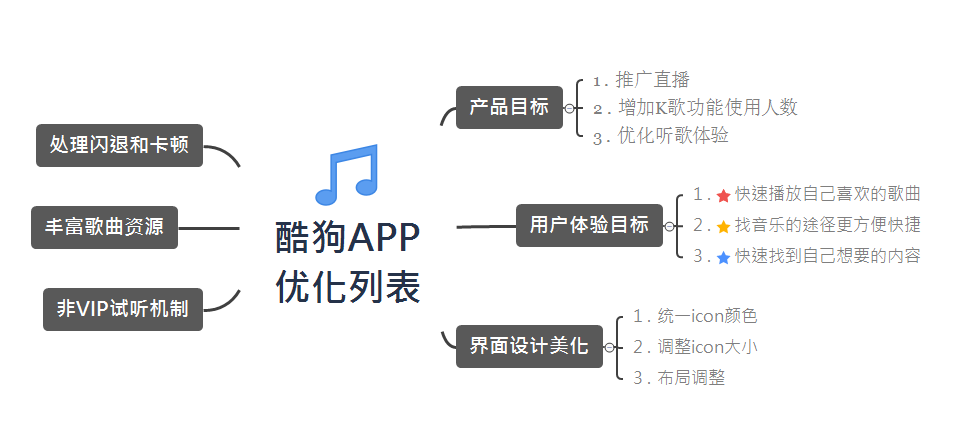 酷狗APP
优化列表
处理闪退和卡顿
丰富歌曲资源
非VIP试听机制
产品目标
1. 推广直播
2. 增加K歌功能使用人数
3. 优化听歌体验
用户体验目标
1. 快速播放自己喜欢的歌曲
2. 找音乐的途径更方便快捷
3. 快速找到自己想要的内容
界面设计美化
1. 统一icon颜色
2. 调整icon大小
3. 布局调整